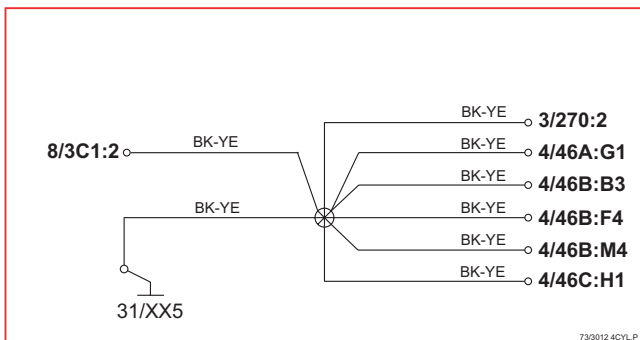 BK-YE 3/270:2
8/3C1:2 BK-YE BK-YE 4/46A:G1
BK-YE 4/46B:B3
BK-YE BK-YE 4/46B:F4
BK-YE 4/46B:M4
BK-YE 4/46C:H1
31/XX5
73/3012 4CYL.P